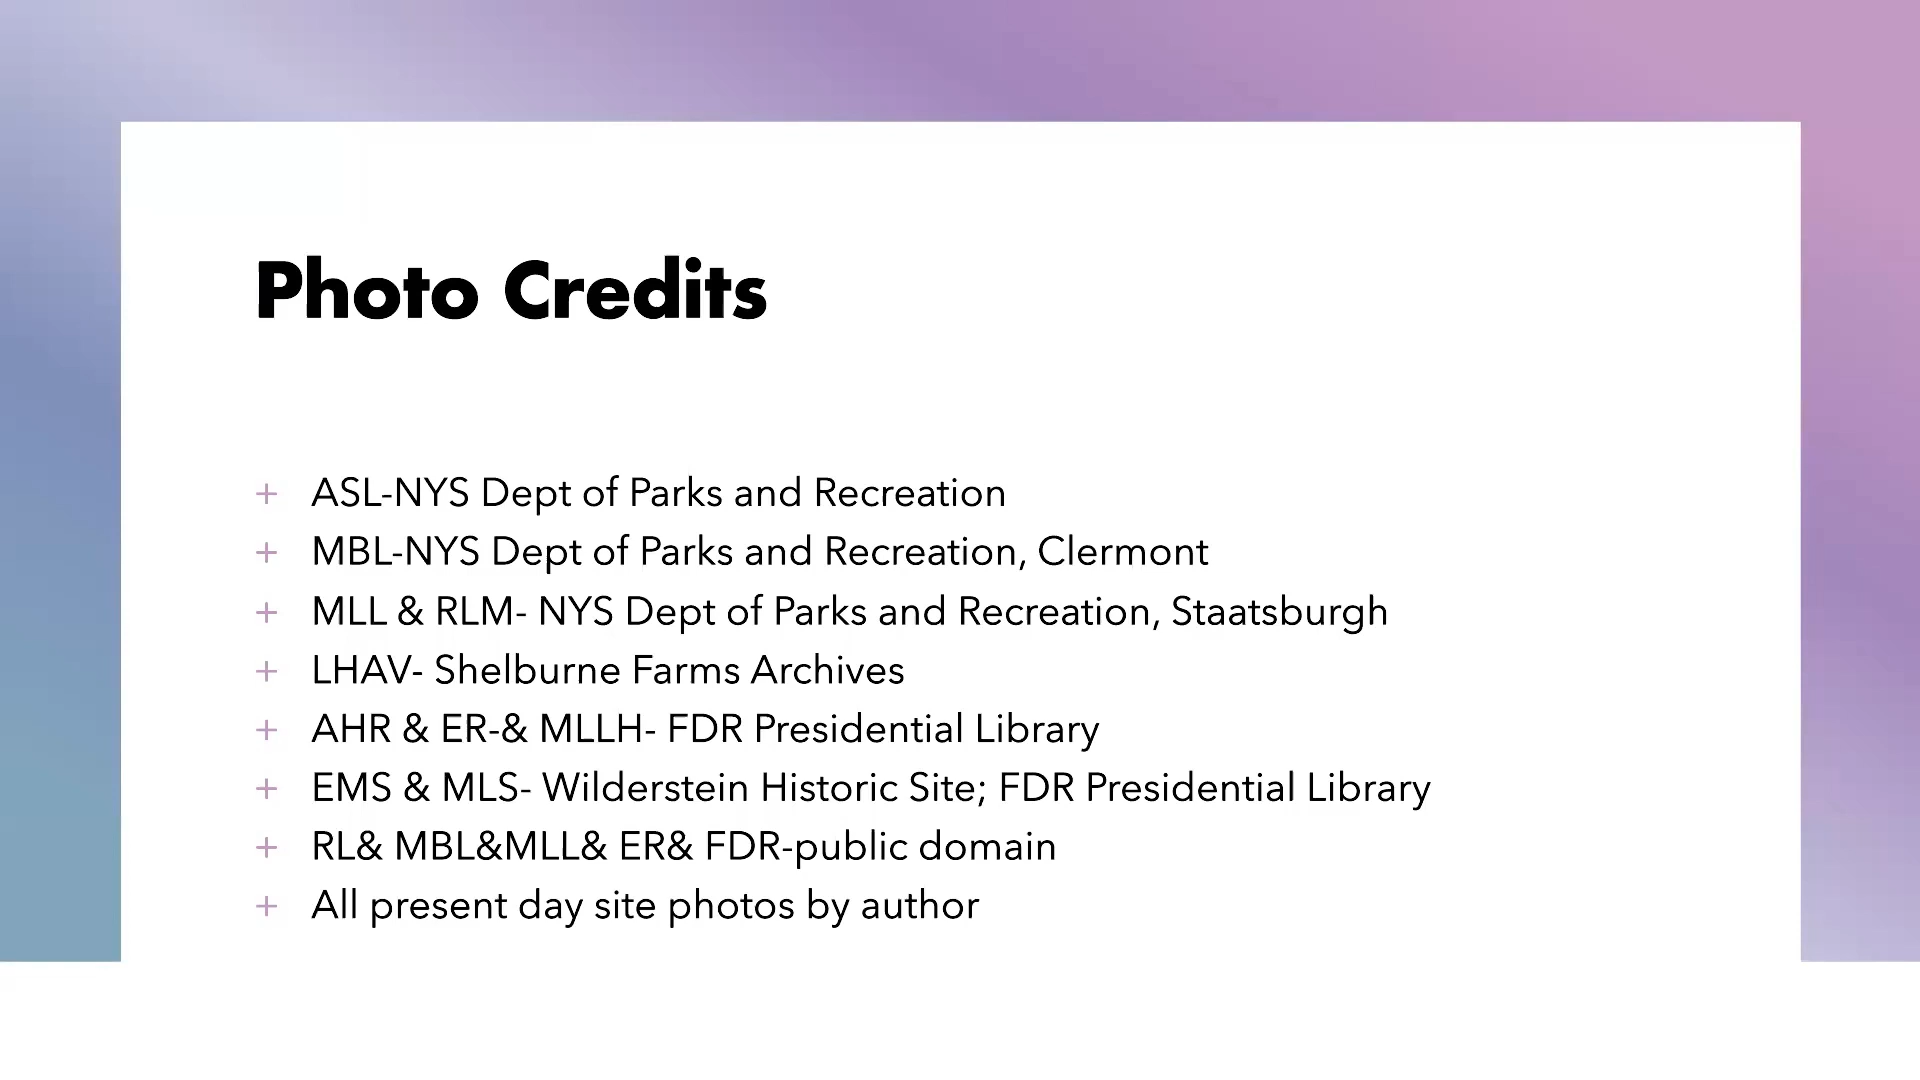 Photo Credits
+ ASL-NYS Dept of Parks and Recreation
+ MBL-NYS Dept of Parks and Recreation, Clermont
+ MLL & RLM- NYS Dept of Parks and Recreation, Staatsburgh
+ LHAV- Shelburne Farms Archives
+ AHR & ER-& MLLH- FDR Presidential Library
+ EMS & MLS- Wilderstein Historic Site; FDR Presidential Library
+ RL& MBL&MLL& ER& FDR-public domain
+ All present day site photos by author